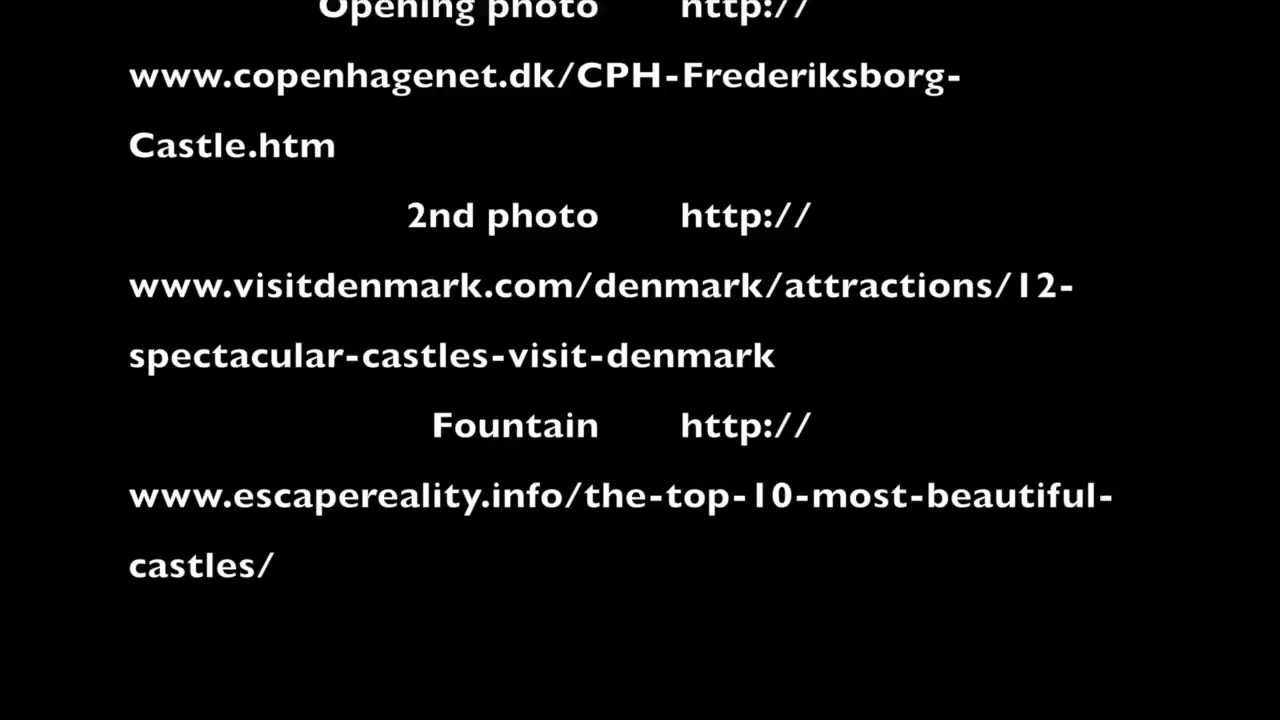 Opening photo http://
www.copenhagenet.dk/CPH-Frederiksborg-
Castle.htm
2nd photo http://
www.visitdenmark.com/denmark/attractions/12-
spectacular-castles-visit-denmark
Fountain http://
www.escapereality.info/the-top-10-most-beautiful-
castles/